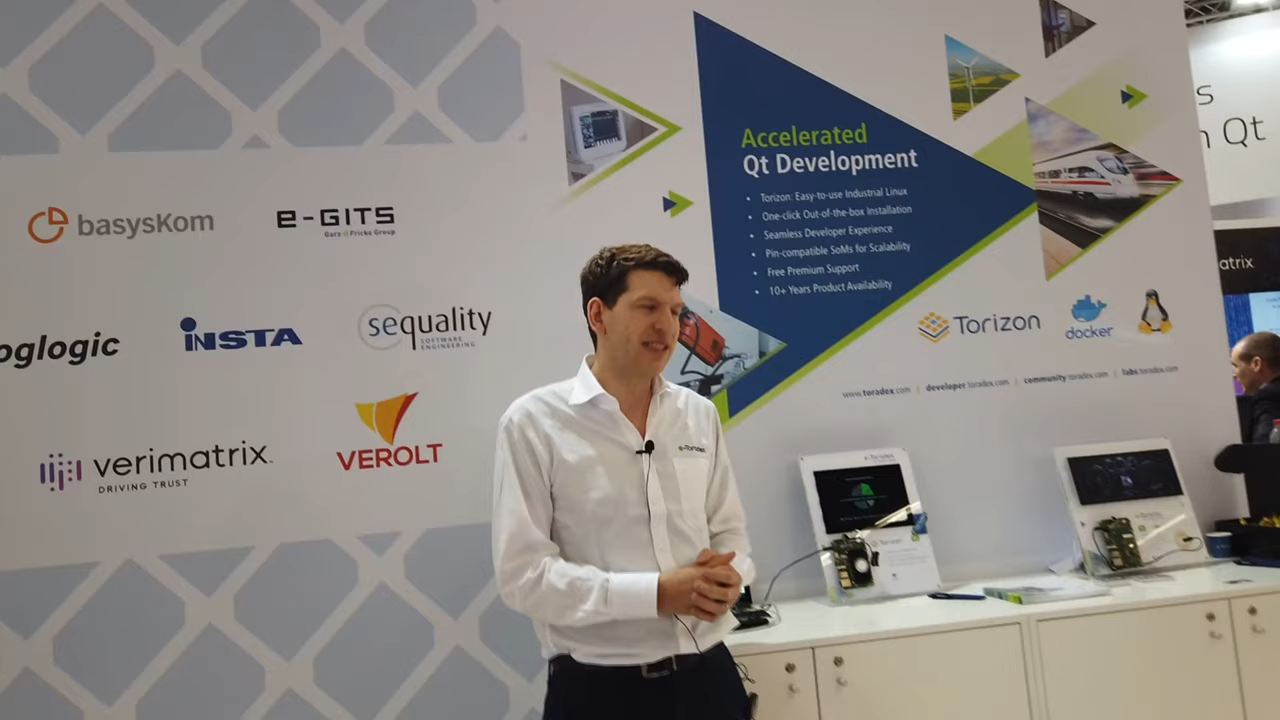 basysKom
e-GITS
Garz & Fricke Group
oglogic
iNSTA
sequality
SOFTWARE
ENGINEERING
verimatrix
DRIVING TRUST
VEROLT
Accelerated
Qt Development
• Torizon: Easy-to-use Industrial Linux
• One-click Out-of-the-box Installation
• Seamless Developer Experience
• Pin-compatible SoMs for Scalability
• Free Premium Support
• 10+ Years Product Availability
Torizon
docker
www.toradex.com | developer.toradex.com | community.toradex.com | labs.toradex.com
s
n Qt
atrix
Toradex
Torizon